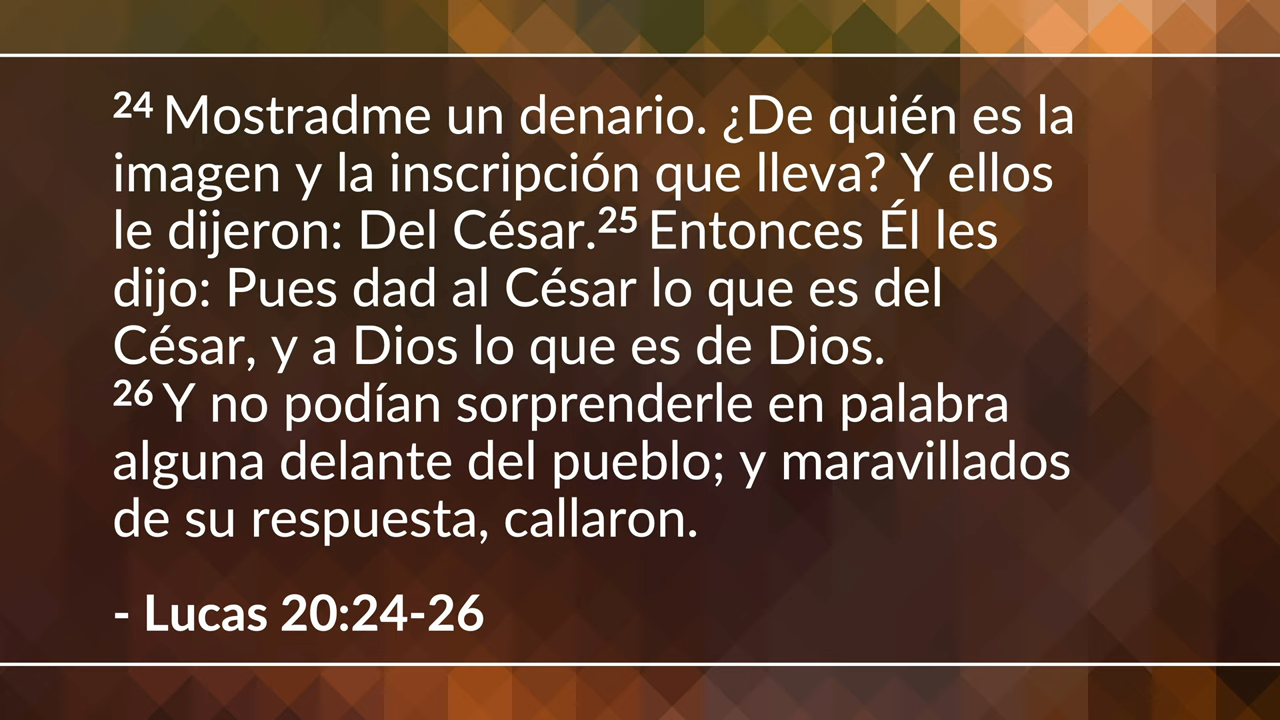 24 Mostradme un denario. ¿De quién es la
imagen y la inscripción que lleva? Y ellos
le dijeron: Del César.25 Entonces Él les
dijo: Pues dad al César lo que es del
César, y a Dios lo que es de Dios.
26 Y no podían sorprenderle en palabra
alguna delante del pueblo; y maravillados
de su respuesta, callaron.
- Lucas 20:24-26